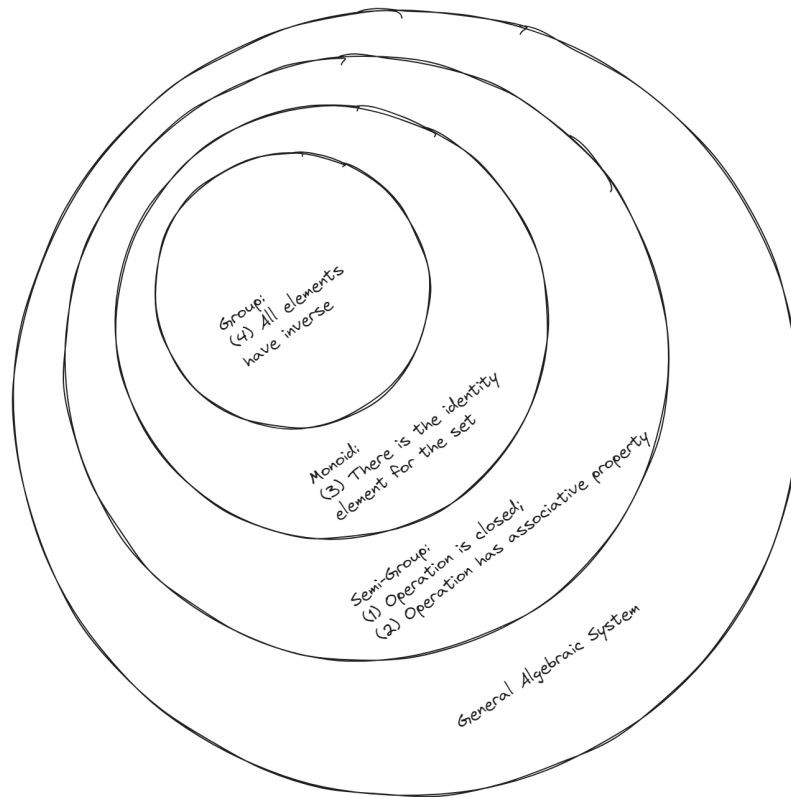 Group:
(4) All elements
have inverse
Monoid:
(3) There is the identity
element for the set
Semi-Group:
(1) Operation is closed;
(2) Operation has associative property
General Algebraic System